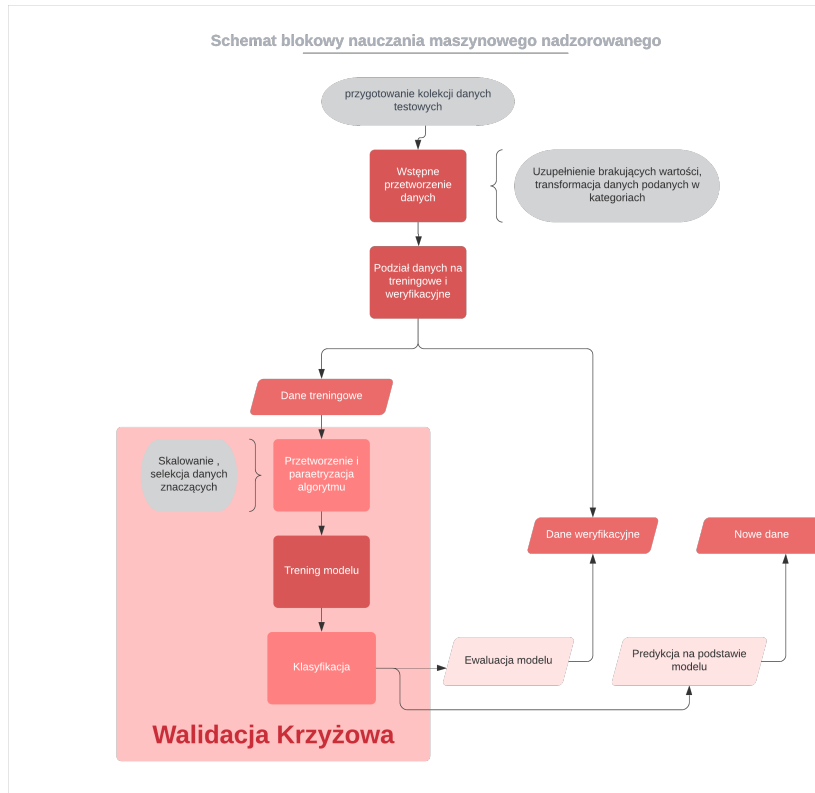 Schemat blokowy nauczania maszynowego nadzorowanego
przygotowanie kolekcji danych
testowych
Wstępne
przetworzenie
danych
Uzupełnienie brakujących wartości,
transformacja danych podanych w
kategoriach
Podział danych na
treningowe i
weryfikacyjne
Dane treningowe
Skalowanie ,
selekcja danych
znaczących
Przetworzenie i
paraetryzacja
algorytmu
Trening modelu
Klasyfikacja
Walidacja Krzyżowa
Dane weryfikacyjne
Nowe dane
Ewaluacja modelu
Predykcja na podstawie
modelu